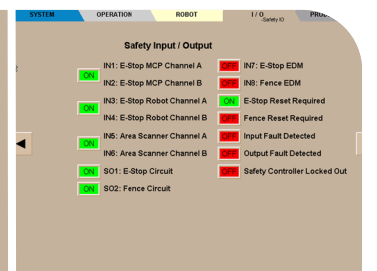 SYSTEM OPERATION ROBOT I / O -Safety IO
Safety Input / Output
IN1: E-Stop MCP Channel A
ON
IN2: E-Stop MCP Channel B
IN3: E-Stop Robot Channel A
ON
IN4: E-Stop Robot Channel B
IN5: Area Scanner Channel A
ON
IN6: Area Scanner Channel B
ON SO1: E-Stop Circuit
ON SO2: Fence Circuit
OFF IN7: E-Stop EDM
OFF IN8: Fence EDM
ON E-Stop Reset Required
OFF Fence Reset Required
OFF Input Fault Detected
OFF Output Fault Detected
OFF Safety Controller Locked Out